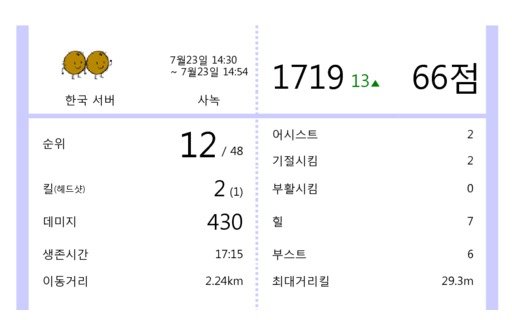 7월23일 14:30
~ 7월23일 14:54
한국 서버
사녹
1719 13▲
66점
순위
12 / 48
킬(헤드샷)
2 (1)
데미지
430
생존시간
17:15
이동거리
2.24km
어시스트
2
기절시킴
2
부활시킴
0
힐
7
부스트
6
최대거리킬
29.3m